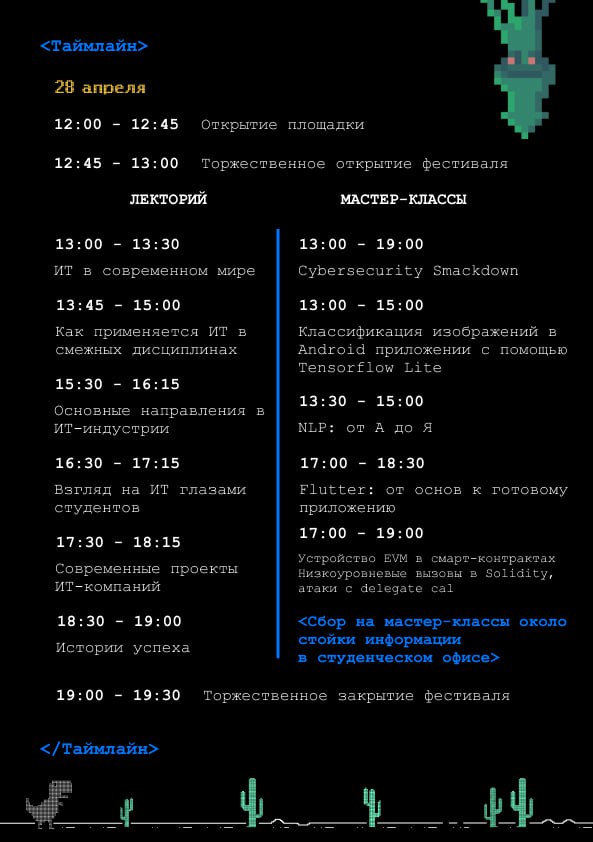 <Таймлайн>
28 апреля
12:00 - 12:45 Открытие площадки
12:45 - 13:00 Торжественное открытие фестиваля
ЛЕКТОРИЙ
13:00 - 13:30
ИТ в современном мире
13:45 - 15:00
Как применяется ИТ в
смежных дисциплинах
15:30 - 16:15
Основные направления в
ИТ-индустрии
16:30 - 17:15
Взгляд на ИТ глазами
студентов
17:30 - 18:15
Современные проекты
ИТ-компаний
18:30 - 19:00
Истории успеха
МАСТЕР-КЛАССЫ
13:00 - 19:00
Cybersecurity Smackdown
13:00 - 15:00
Классификация изображений в
Android приложении с помощью
Tensorflow Lite
13:30 - 15:00
NLP: от А до Я
17:00 - 18:30
Flutter: от основ к готовому
приложению
17:00 - 19:00
Устройство EVM в смарт-контрактах
Низкоуровневые вызовы в Solidity,
атаки с delegate cal
<Сбор на мастер-классы около
стойки информации
в студенческом офисе>
19:00 - 19:30 Торжественное закрытие фестиваля
</Таймлайн>